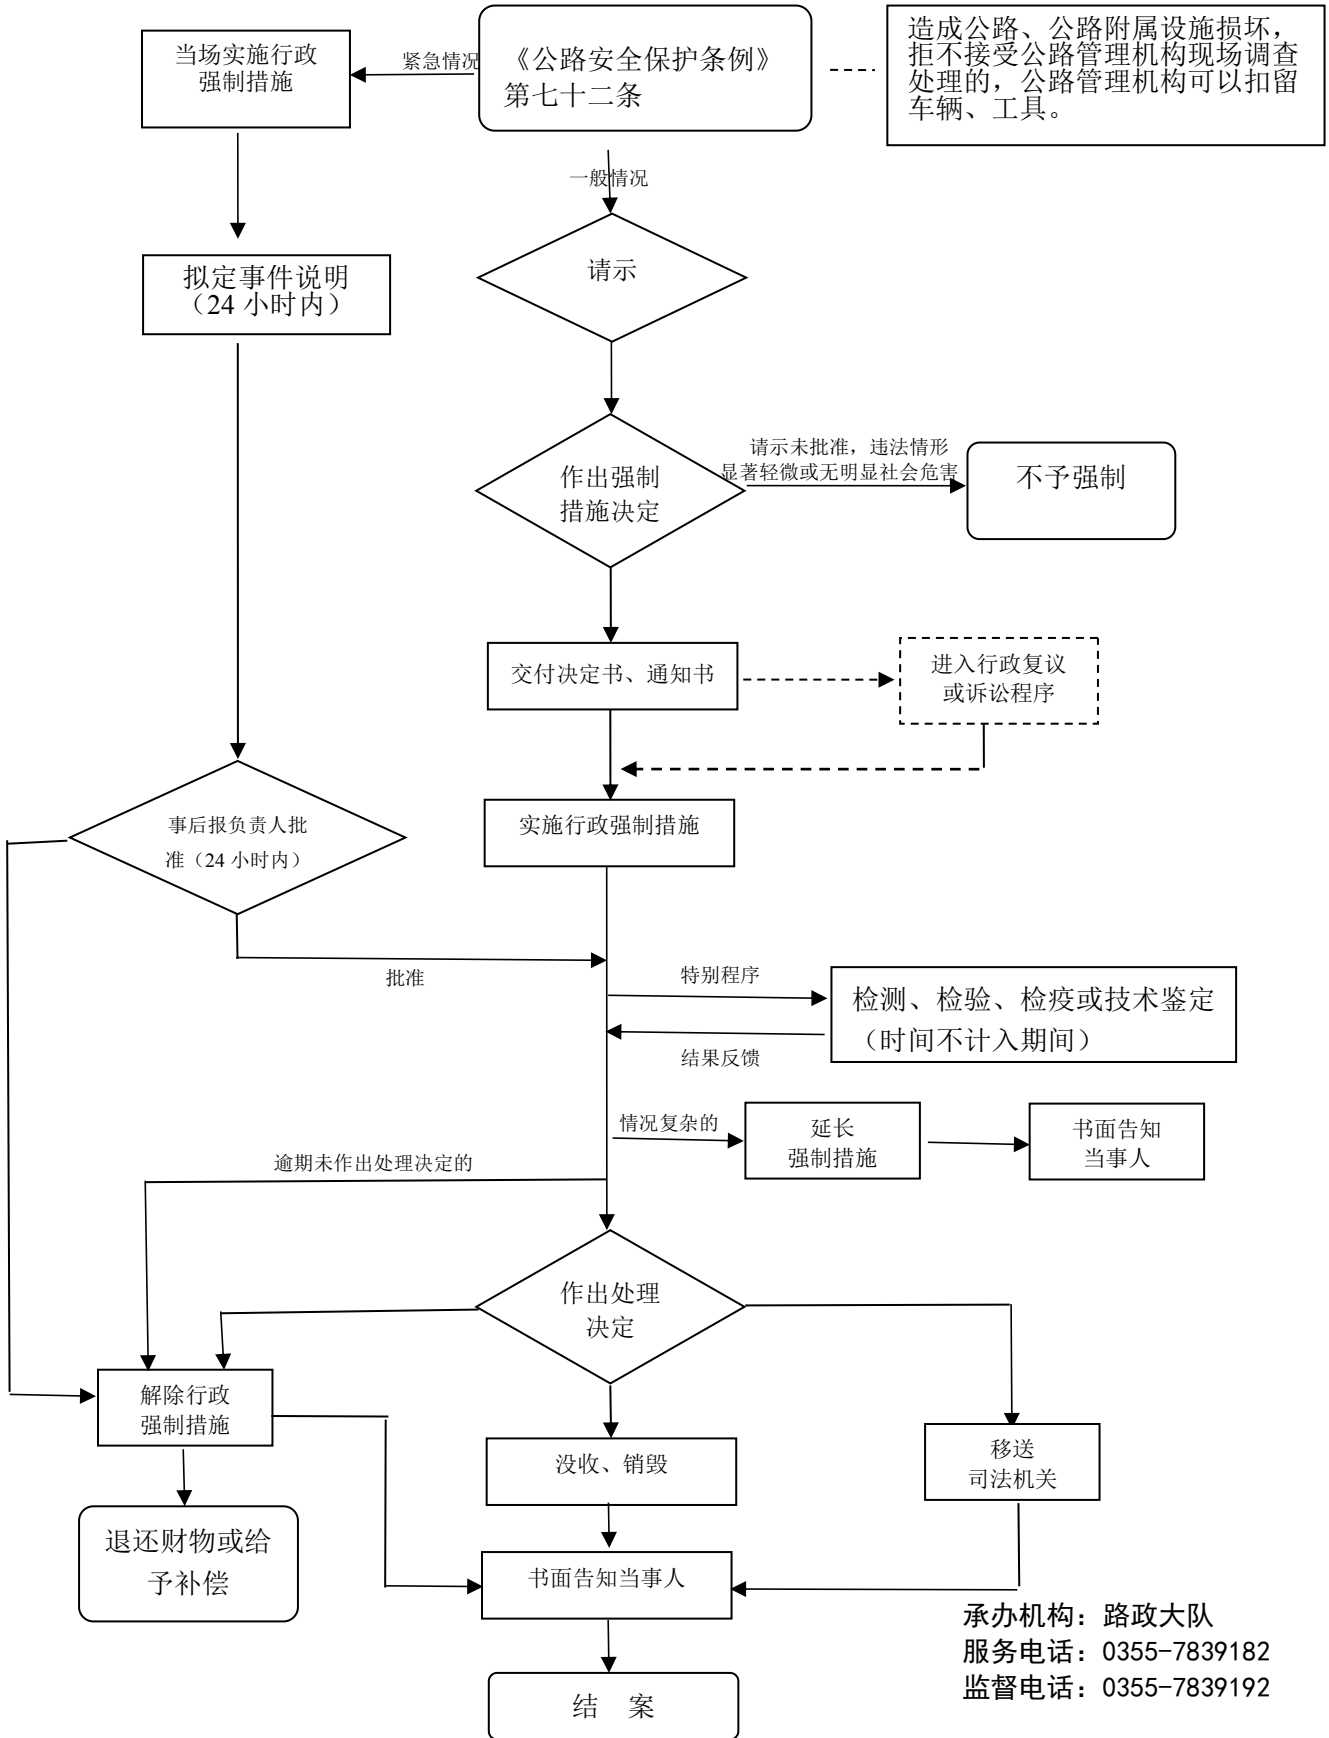 当场实施行政
强制措施
紧急情况
《公路安全保护条例》
第七十二条
造成公路、公路附属设施损坏，
拒不接受公路管理机构现场调查
处理的，公路管理机构可以扣留
车辆、工具。
一般情况
请示
拟定事件说明
（24 小时内）
作出强制
措施决定
请示未批准，违法情形
显著轻微或无明显社会危害
不予强制
交付决定书、通知书
进入行政复议
或诉讼程序
实施行政强制措施
事后报负责人批
准（24 小时内）
批准
特别程序
检测、检验、检疫或技术鉴定
（时间不计入期间）
结果反馈
情况复杂的
延长
强制措施
书面告知
当事人
逾期未作出处理决定的
作出处理
决定
解除行政
强制措施
没收、销毁
移送
司法机关
退还财物或给
予补偿
书面告知当事人
承办机构：路政大队
服务电话：0355-7839182
监督电话：0355-7839192
结 案